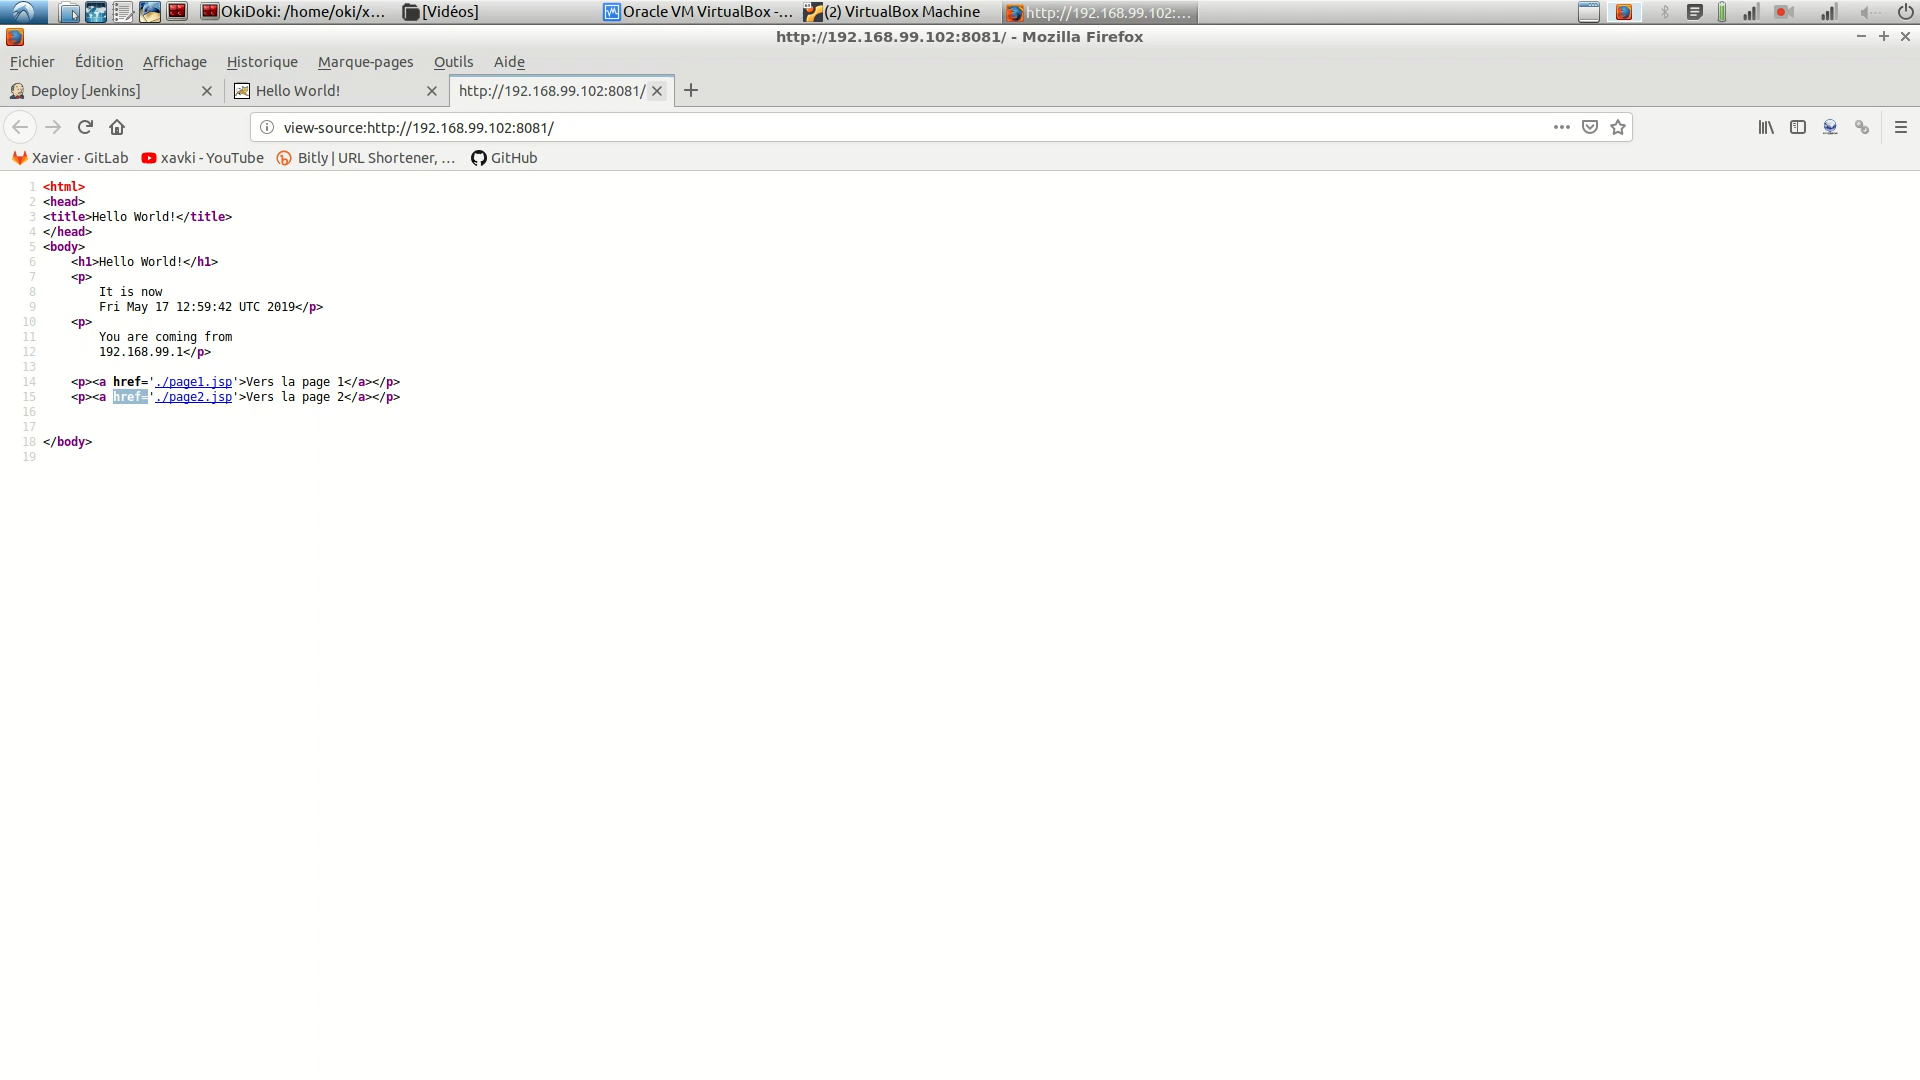 OkiDoki: /home/oki/x... [Vidéos] Oracle VM VirtualBox -... (2) VirtualBox Machine http://192.168.99.102:...
http://192.168.99.102:8081/ - Mozilla Firefox
Fichier Édition Affichage Historique Marque-pages Outils Aide
Deploy [Jenkins] Hello World! http://192.168.99.102:8081/
view-source:http://192.168.99.102:8081/
Xavier · GitLab xavki - YouTube Bitly | URL Shortener, ... GitHub
1 <html>
2 <head>
3 <title>Hello World!</title>
4 </head>
5 <body>
6 <h1>Hello World!</h1>
7 <p>
8 It is now
9 Fri May 17 12:59:42 UTC 2019</p>
10 <p>
11 You are coming from
12 192.168.99.1</p>
13
14 <p><a href='./page1.jsp'>Vers la page 1</a></p>
15 <p><a href='./page2.jsp'>Vers la page 2</a></p>
16
17
18 </body>
19